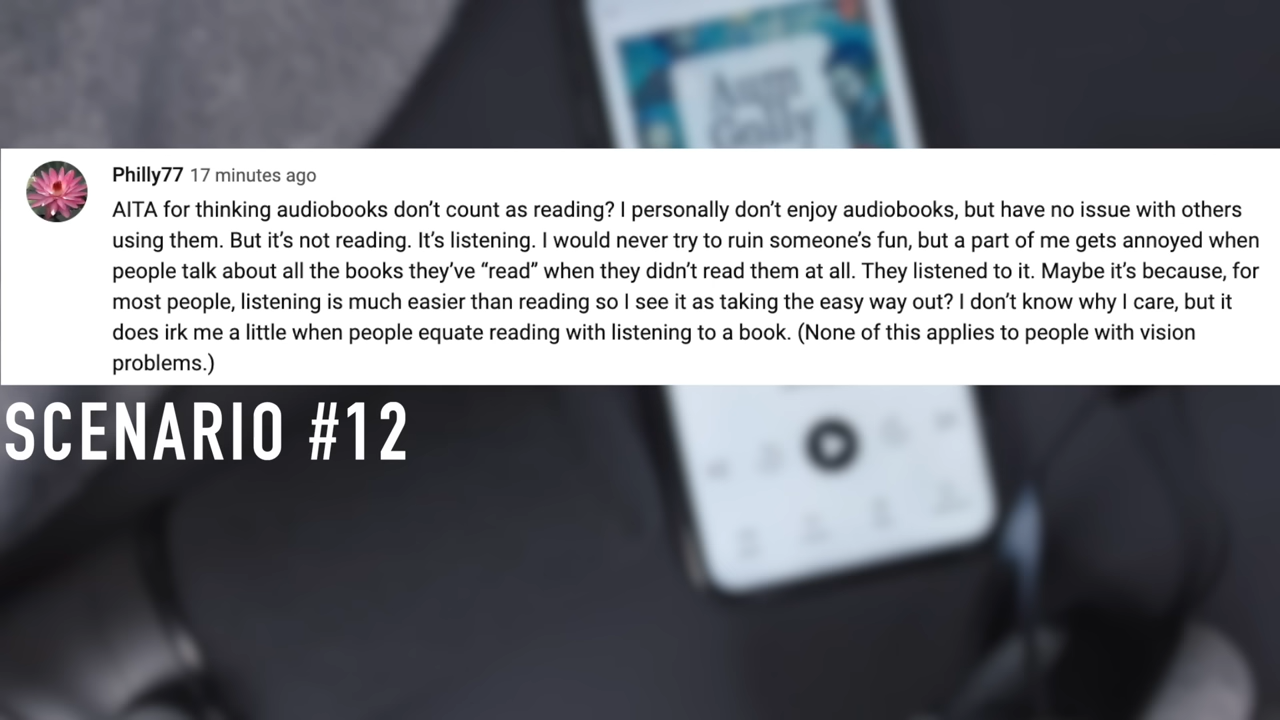 Philly77 17 minutes ago
AITA for thinking audiobooks don’t count as reading? I personally don’t enjoy audiobooks, but have no issue with others
using them. But it’s not reading. It’s listening. I would never try to ruin someone’s fun, but a part of me gets annoyed when
people talk about all the books they’ve “read” when they didn’t read them at all. They listened to it. Maybe it’s because, for
most people, listening is much easier than reading so I see it as taking the easy way out? I don’t know why I care, but it
does irk me a little when people equate reading with listening to a book. (None of this applies to people with vision
problems.)
SCENARIO #12